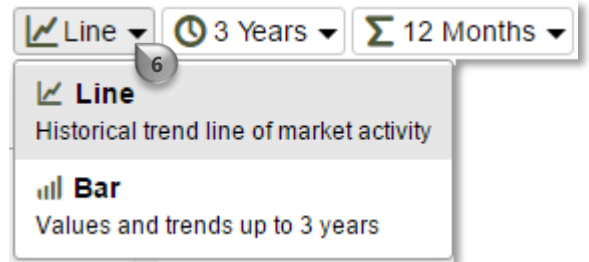 Line 3 Years 12 Months
6
Line
Historical trend line of market activity
Bar
Values and trends up to 3 years